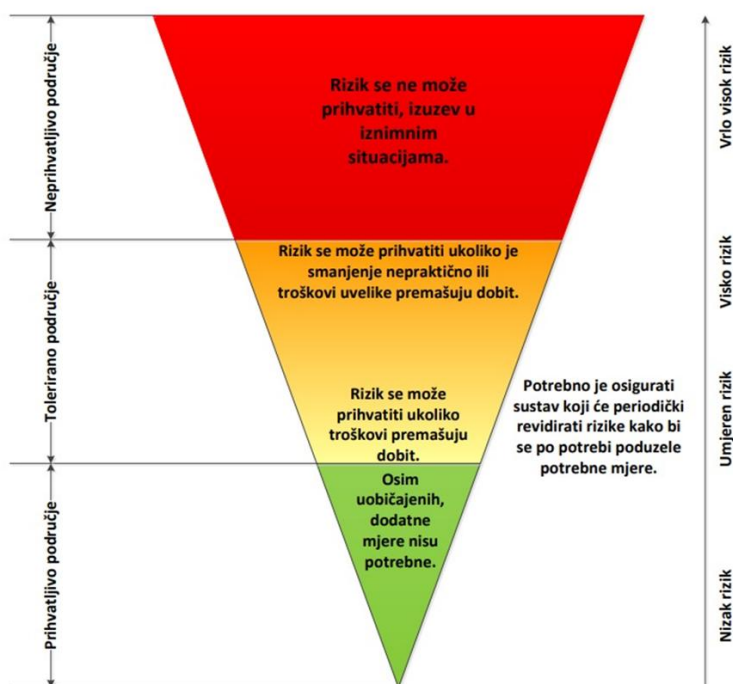 Neprihvatljivo područje
Rizik se ne može
prihvatiti, izuzev u
iznimnim
situacijama.
Vrlo visok rizik
Tolerirano područje
Rizik se može prihvatiti ukoliko je
smanjenje nepraktično ili
troškovi uvelike premašuju dobit.
Visko rizik
Rizik se može
prihvatiti ukoliko
troškovi premašuju
dobit.
Potrebno je osigurati
sustav koji će periodički
revidirati rizike kako bi
se po potrebi poduzele
potrebne mjere.
Umjeren rizik
Prihvatljivo područje
Osim
uobičajenih,
dodatne
mjere nisu
potrebne.
Nizak rizik